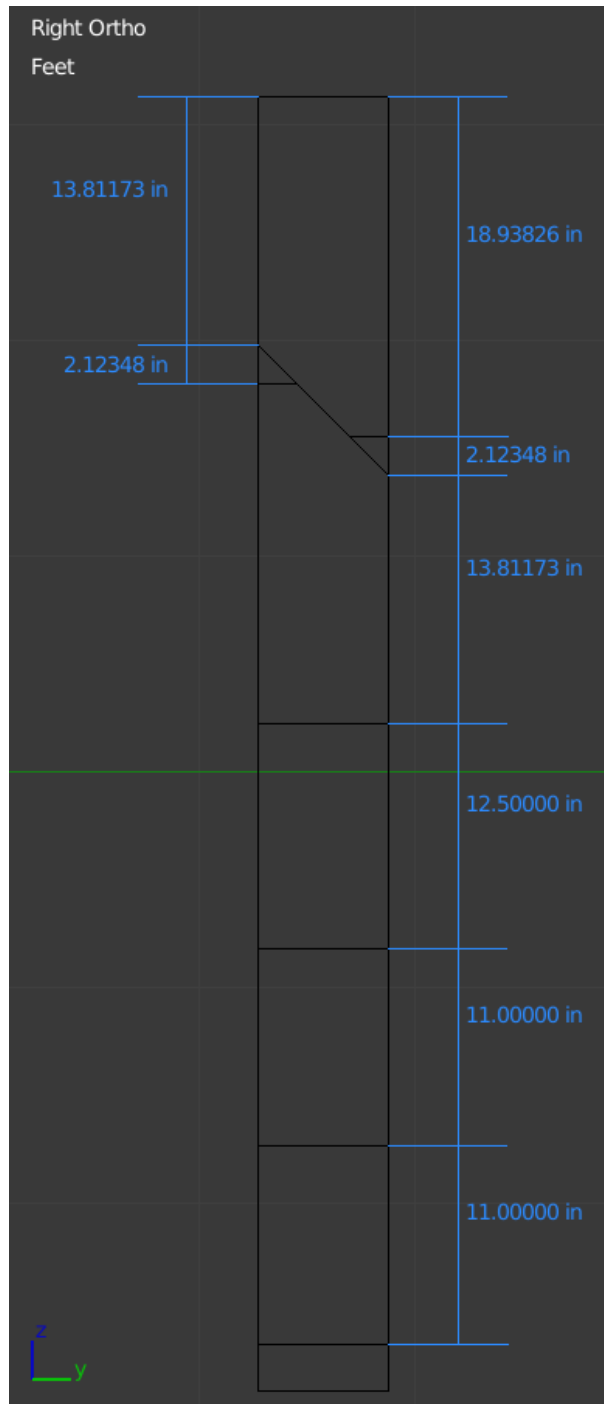 Right Ortho
Feet
13.81173 in
18.93826 in
2.12348 in
2.12348 in
13.81173 in
12.50000 in
11.00000 in
11.00000 in
z
y